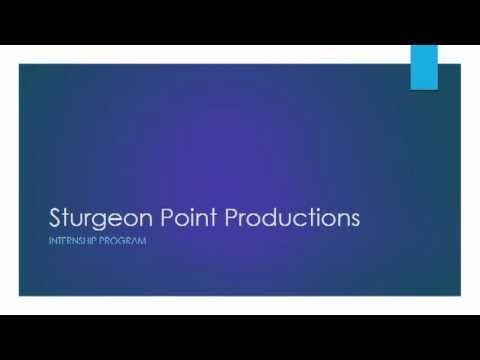 Sturgeon Point Productions
INTERNSHIP PROGRAM